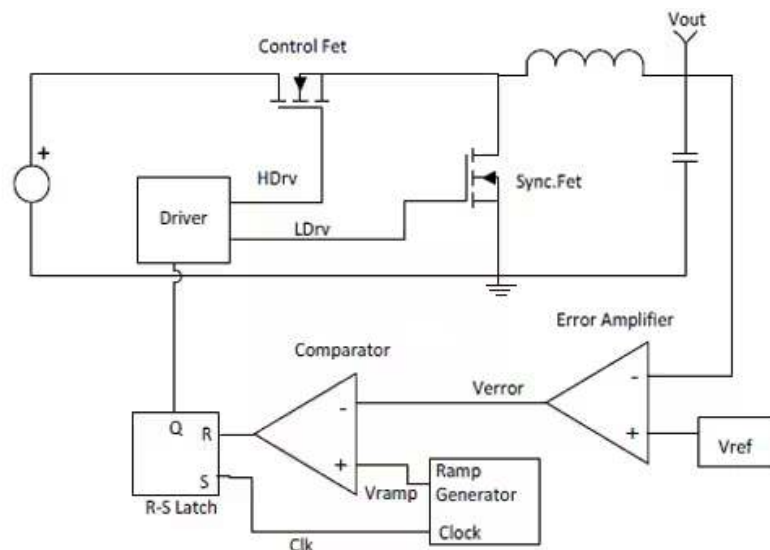 Vout
Control Fet
+
HDrv
Sync.Fet
Driver
LDrv
Error Amplifier
Comparator
-
Verror
-
Q
R
+
Vref
S
+
Ramp
Generator
Vramp
R-S Latch
Clock
Clk